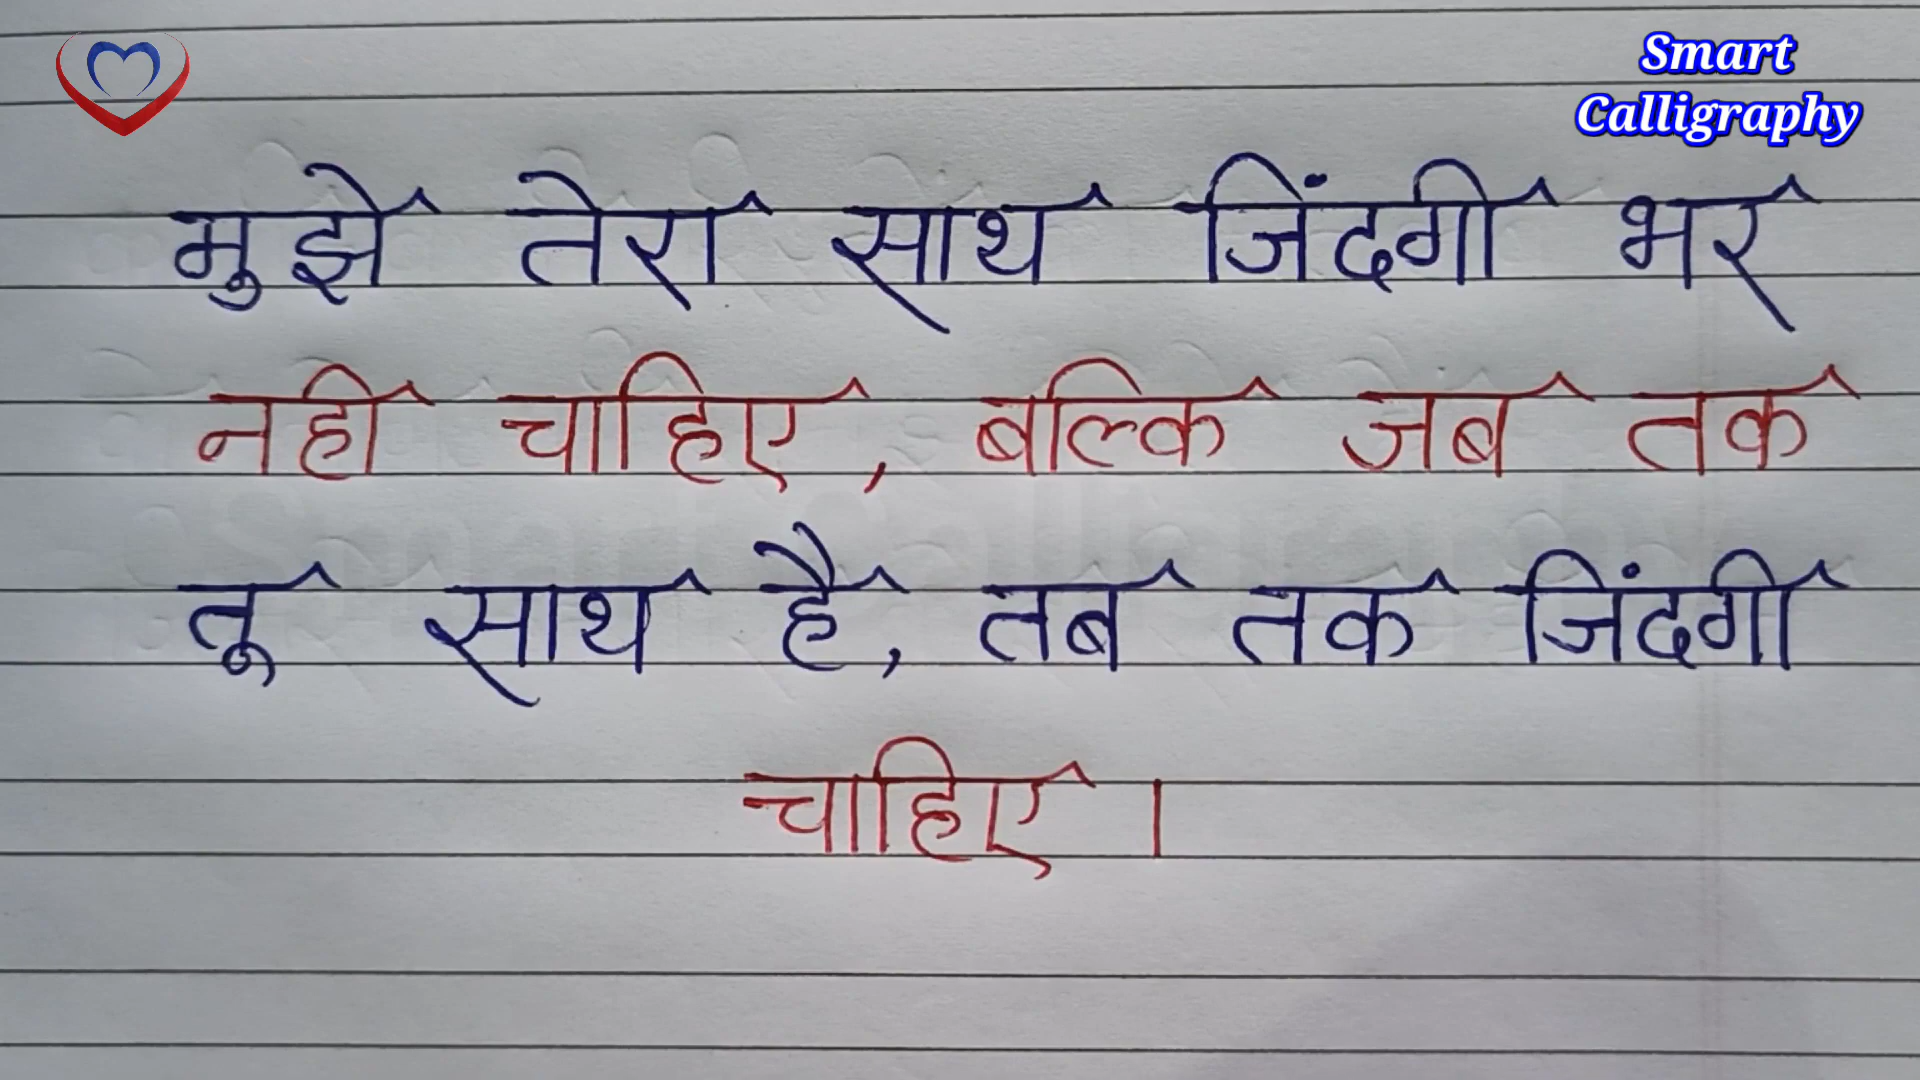 Smart
Calligraphy
मुझे तेरा साथ जिंदगी भर
नहीं चाहिए, बल्कि जब तक
तू साथ है, तब तक जिंदगी
चाहिए।